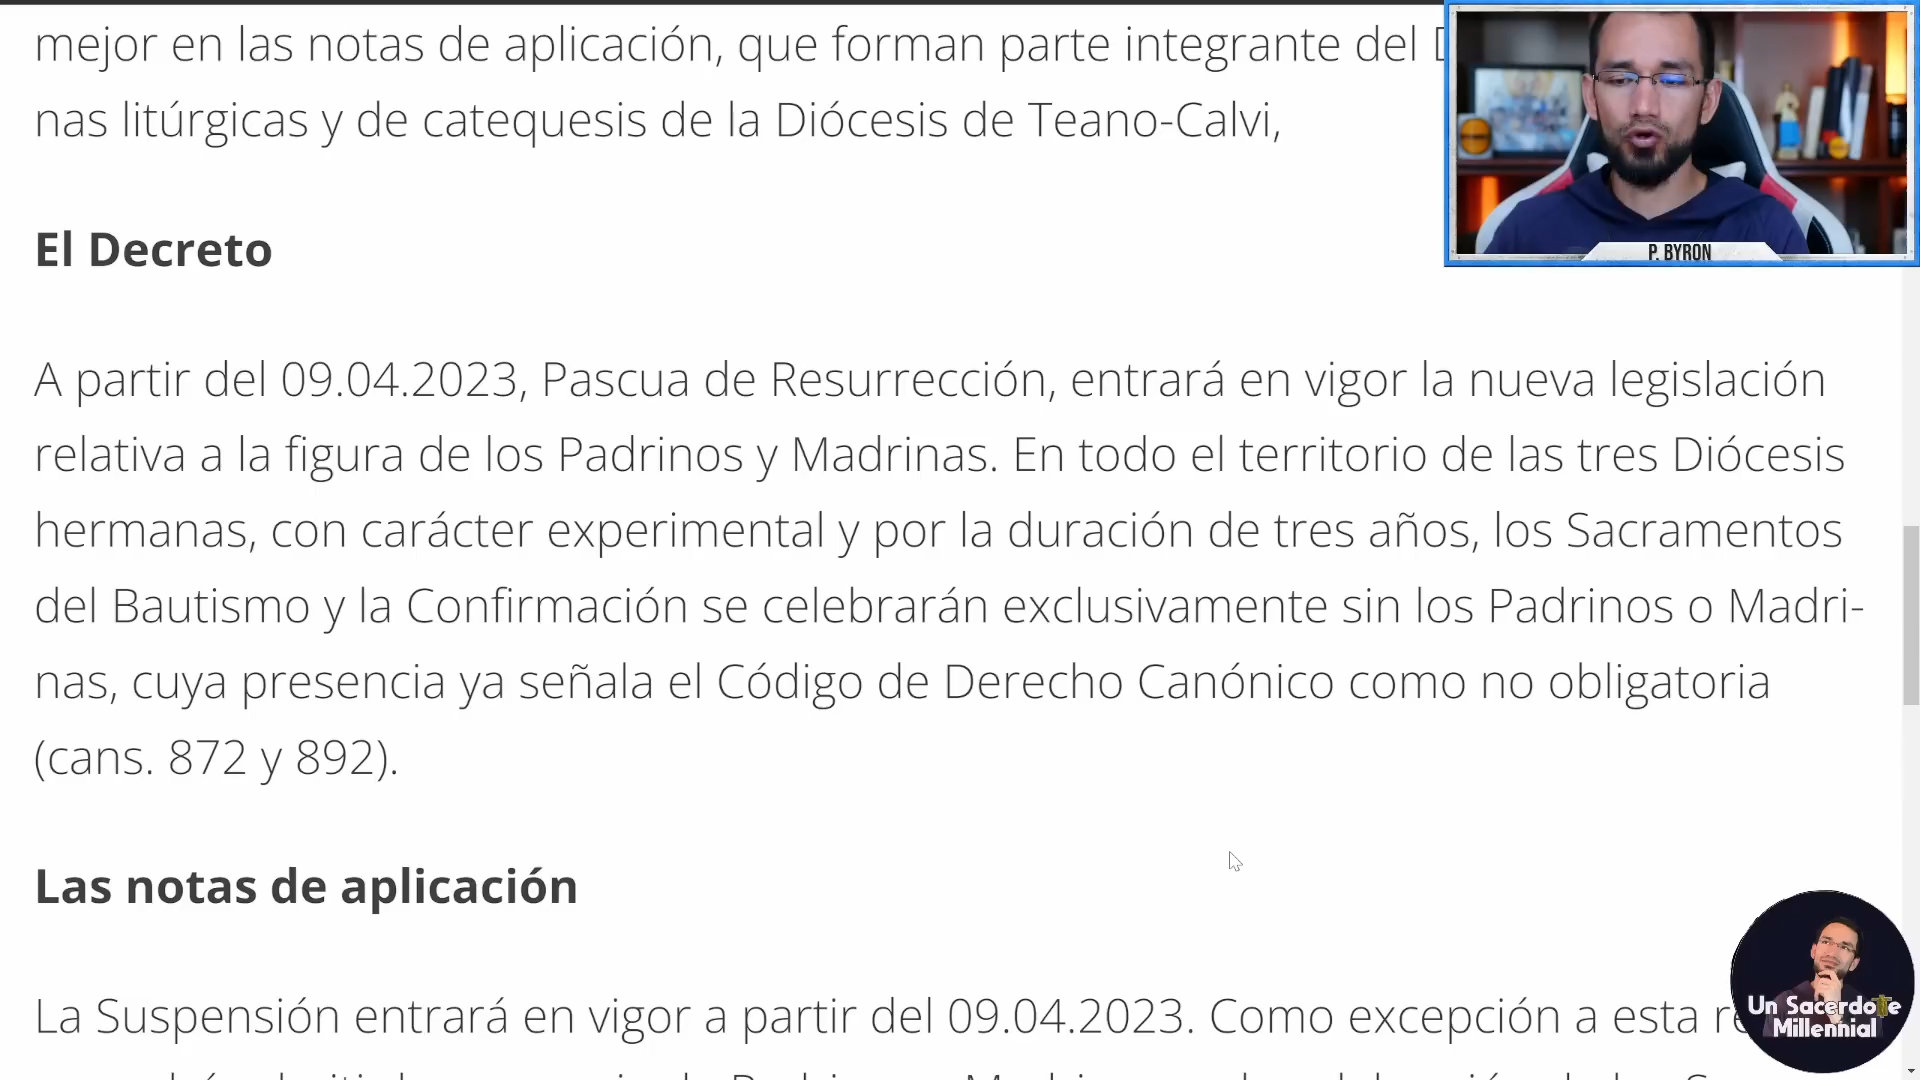 mejor en las notas de aplicación, que forman parte integrante del
nas litúrgicas y de catequesis de la Diócesis de Teano-Calvi,
P. BYRON
El Decreto
A partir del 09.04.2023, Pascua de Resurrección, entrará en vigor la nueva legislación
relativa a la figura de los Padrinos y Madrinas. En todo el territorio de las tres Diócesis
hermanas, con carácter experimental y por la duración de tres años, los Sacramentos
del Bautismo y la Confirmación se celebrarán exclusivamente sin los Padrinos o Madri-
nas, cuya presencia ya señala el Código de Derecho Canónico como no obligatoria
(cans. 872 y 892).
Las notas de aplicación
La Suspensión entrará en vigor a partir del 09.04.2023. Como excepción a esta
Un Sacerdote
Millennial